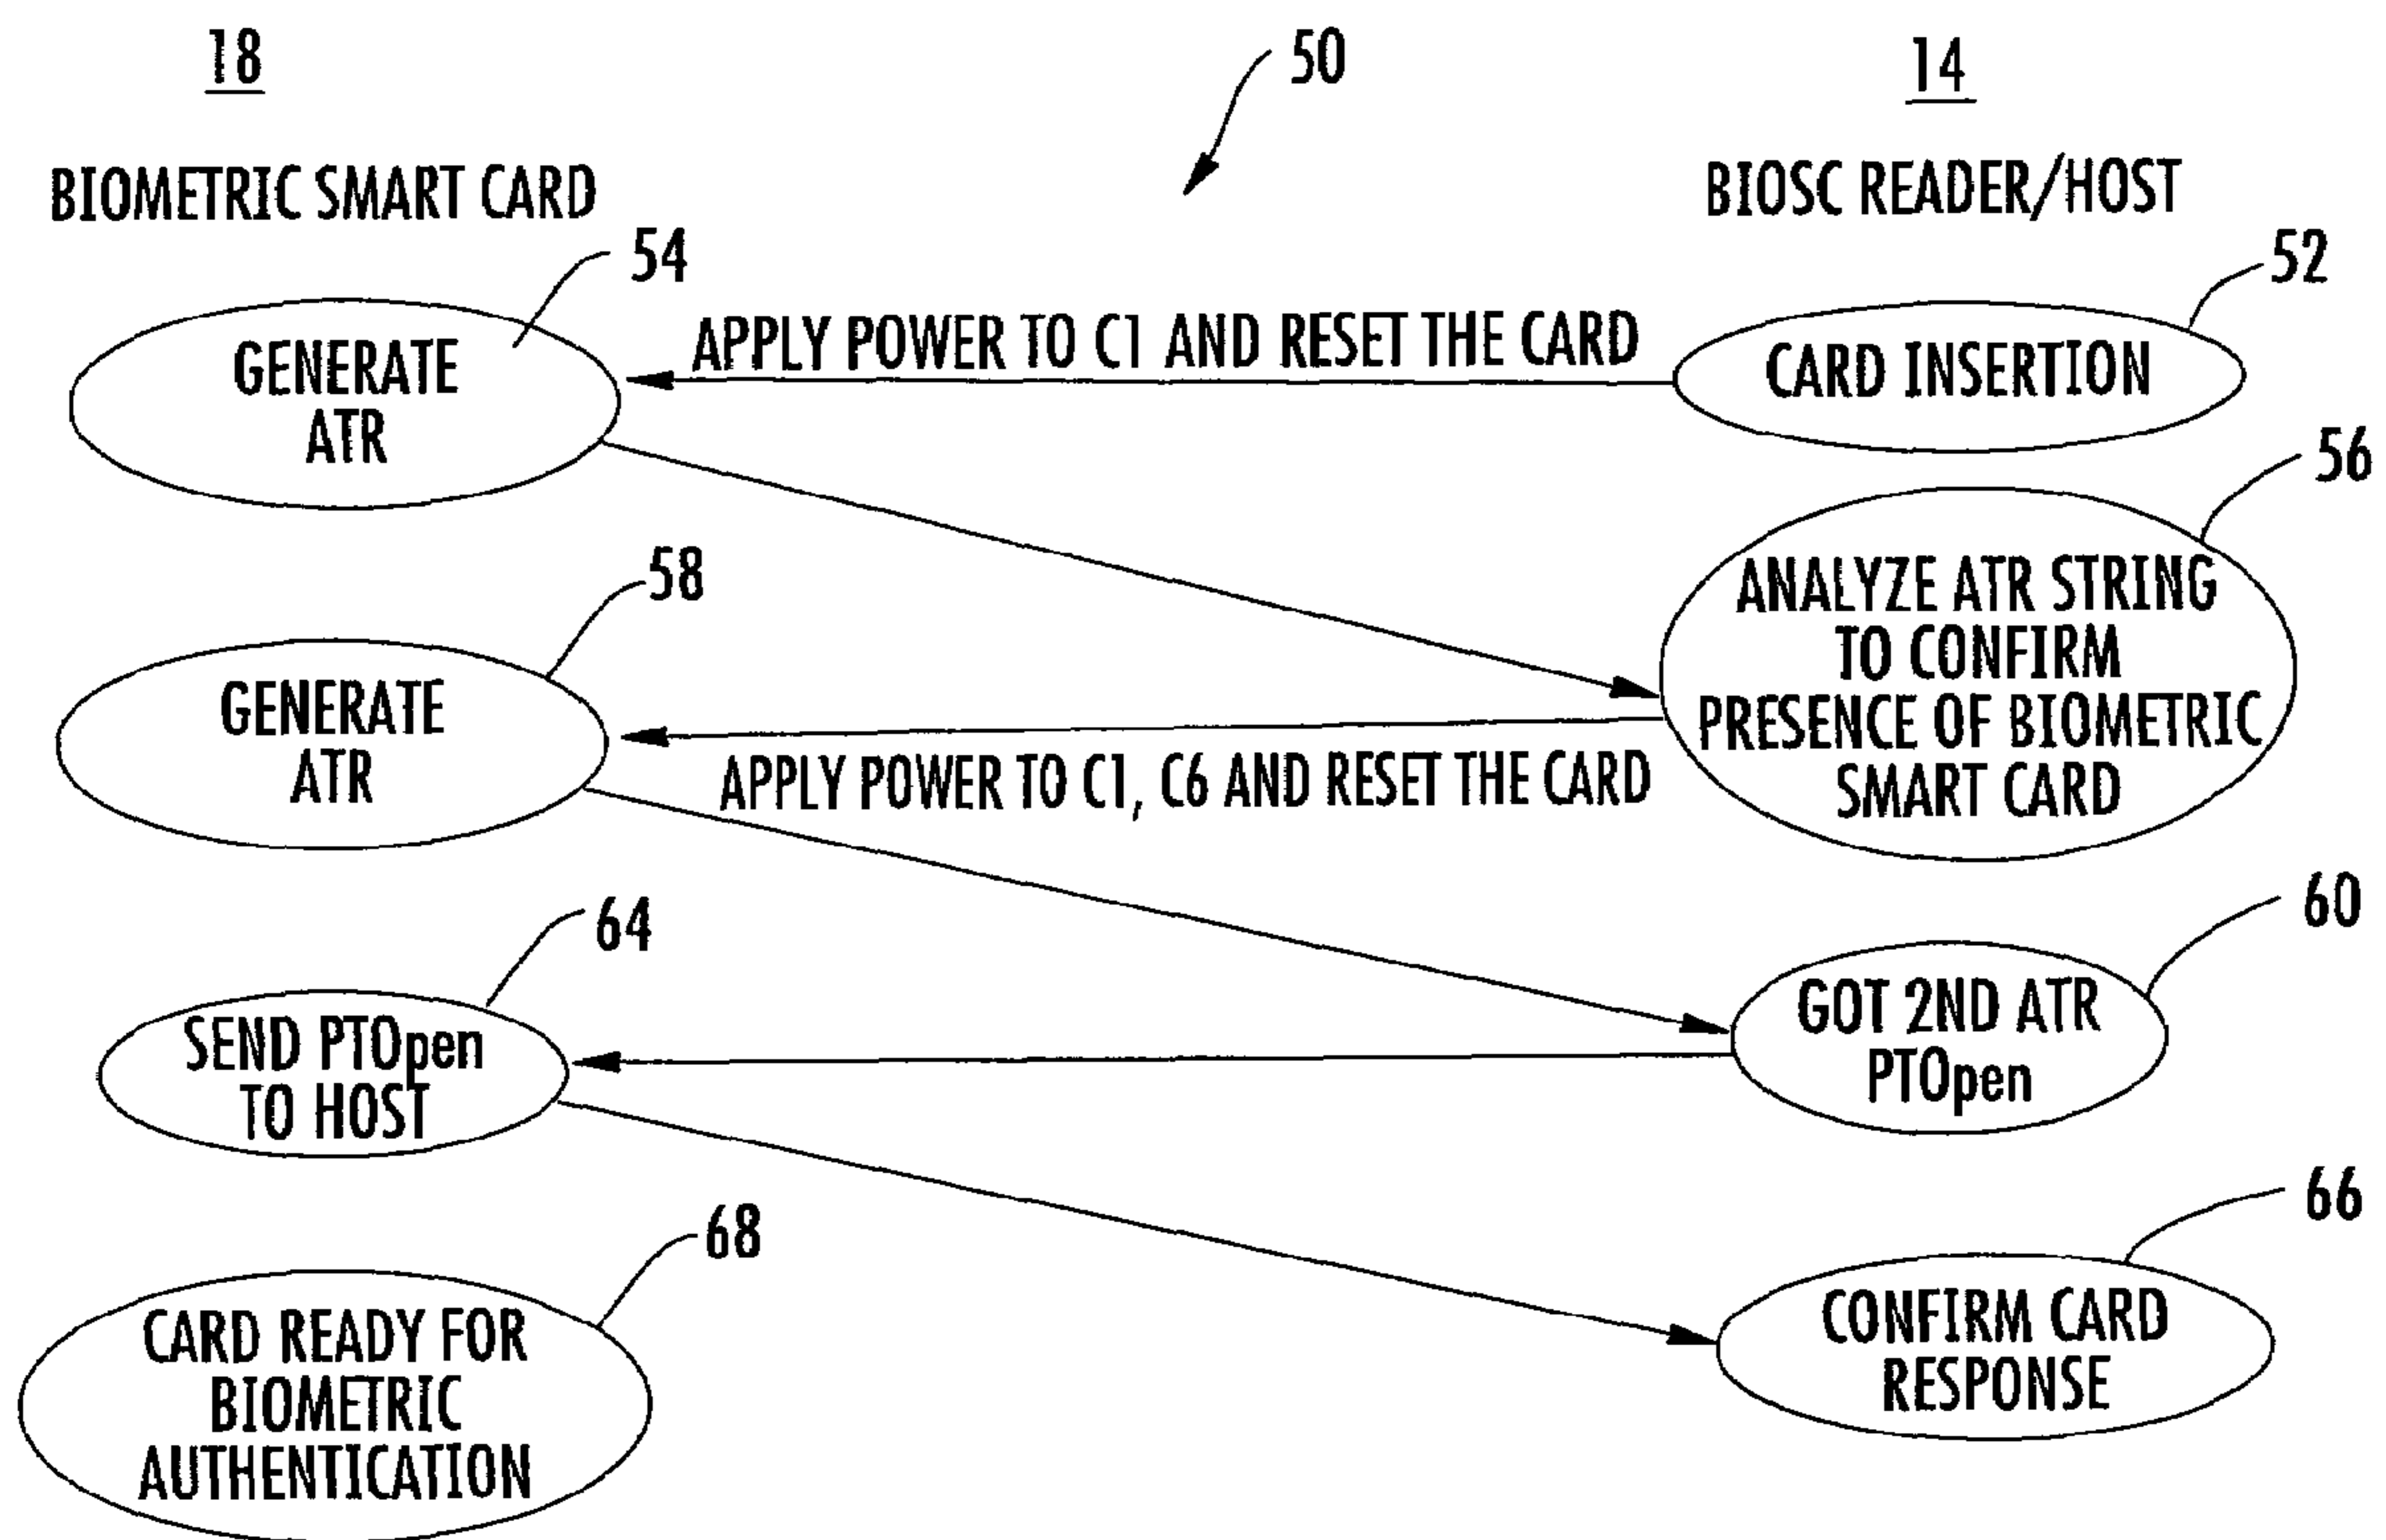 18
50
14
BIOMETRIC SMART CARD
BIOSC READER/HOST
54
52
APPLY POWER TO C1 AND RESET THE CARD
GENERATE
ATR
CARD INSERTION
56
58
ANALYZE ATR STRING
TO CONFIRM
PRESENCE OF BIOMETRIC
SMART CARD
GENERATE
ATR
APPLY POWER TO C1, C6 AND RESET THE CARD
64
60
SEND PTOpen
TO HOST
GOT 2ND ATR
PTOpen
68
66
CARD READY FOR
BIOMETRIC
AUTHENTICATION
CONFIRM CARD
RESPONSE